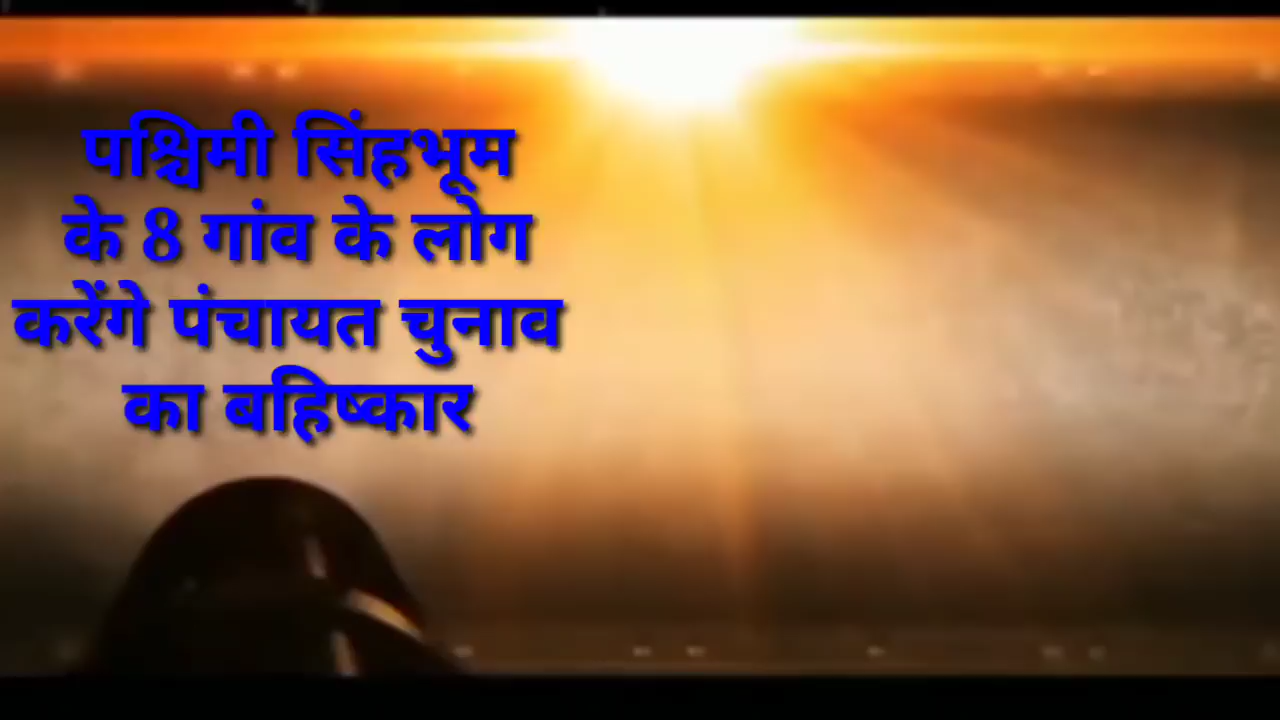 पश्चिमी सिंहभूम
के 8 गांव के लोग
करेंगे पंचायत चुनाव
का बहिष्कार